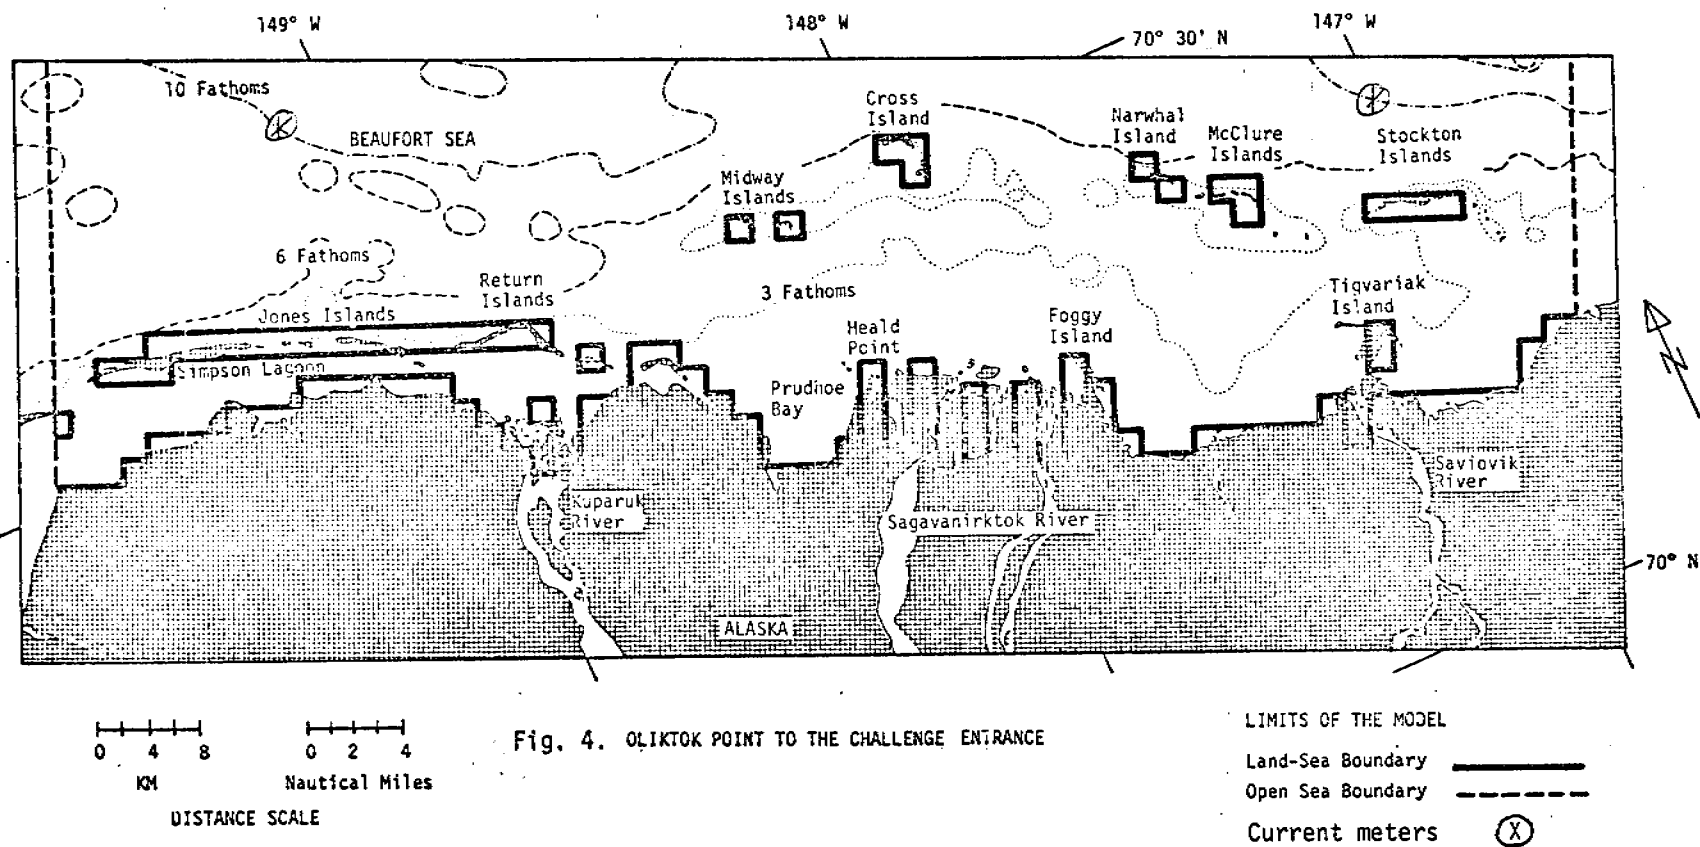 149° W
148° W
147° W
70° 30' N
10 Fathoms
BEAUFORT SEA
Cross
Island
Narwhal
Island
McClure
Islands
Stockton
Islands
Midway
Islands
6 Fathoms
Return
Islands
3 Fathoms
Tigvariak
Island
Jones Islands
Heald
Point
Foggy
Island
Simpson Lagoon
Prudhoe
Bay
Kuparuk
River
Sagavanirktok River
Saviovik
River
70° N
ALASKA
0 4 8
KM
0 2 4
Nautical Miles
DISTANCE SCALE
Fig. 4. OLIKTOK POINT TO THE CHALLENGE ENTRANCE
LIMITS OF THE MODEL
Land-Sea Boundary
Open Sea Boundary
Current meters X